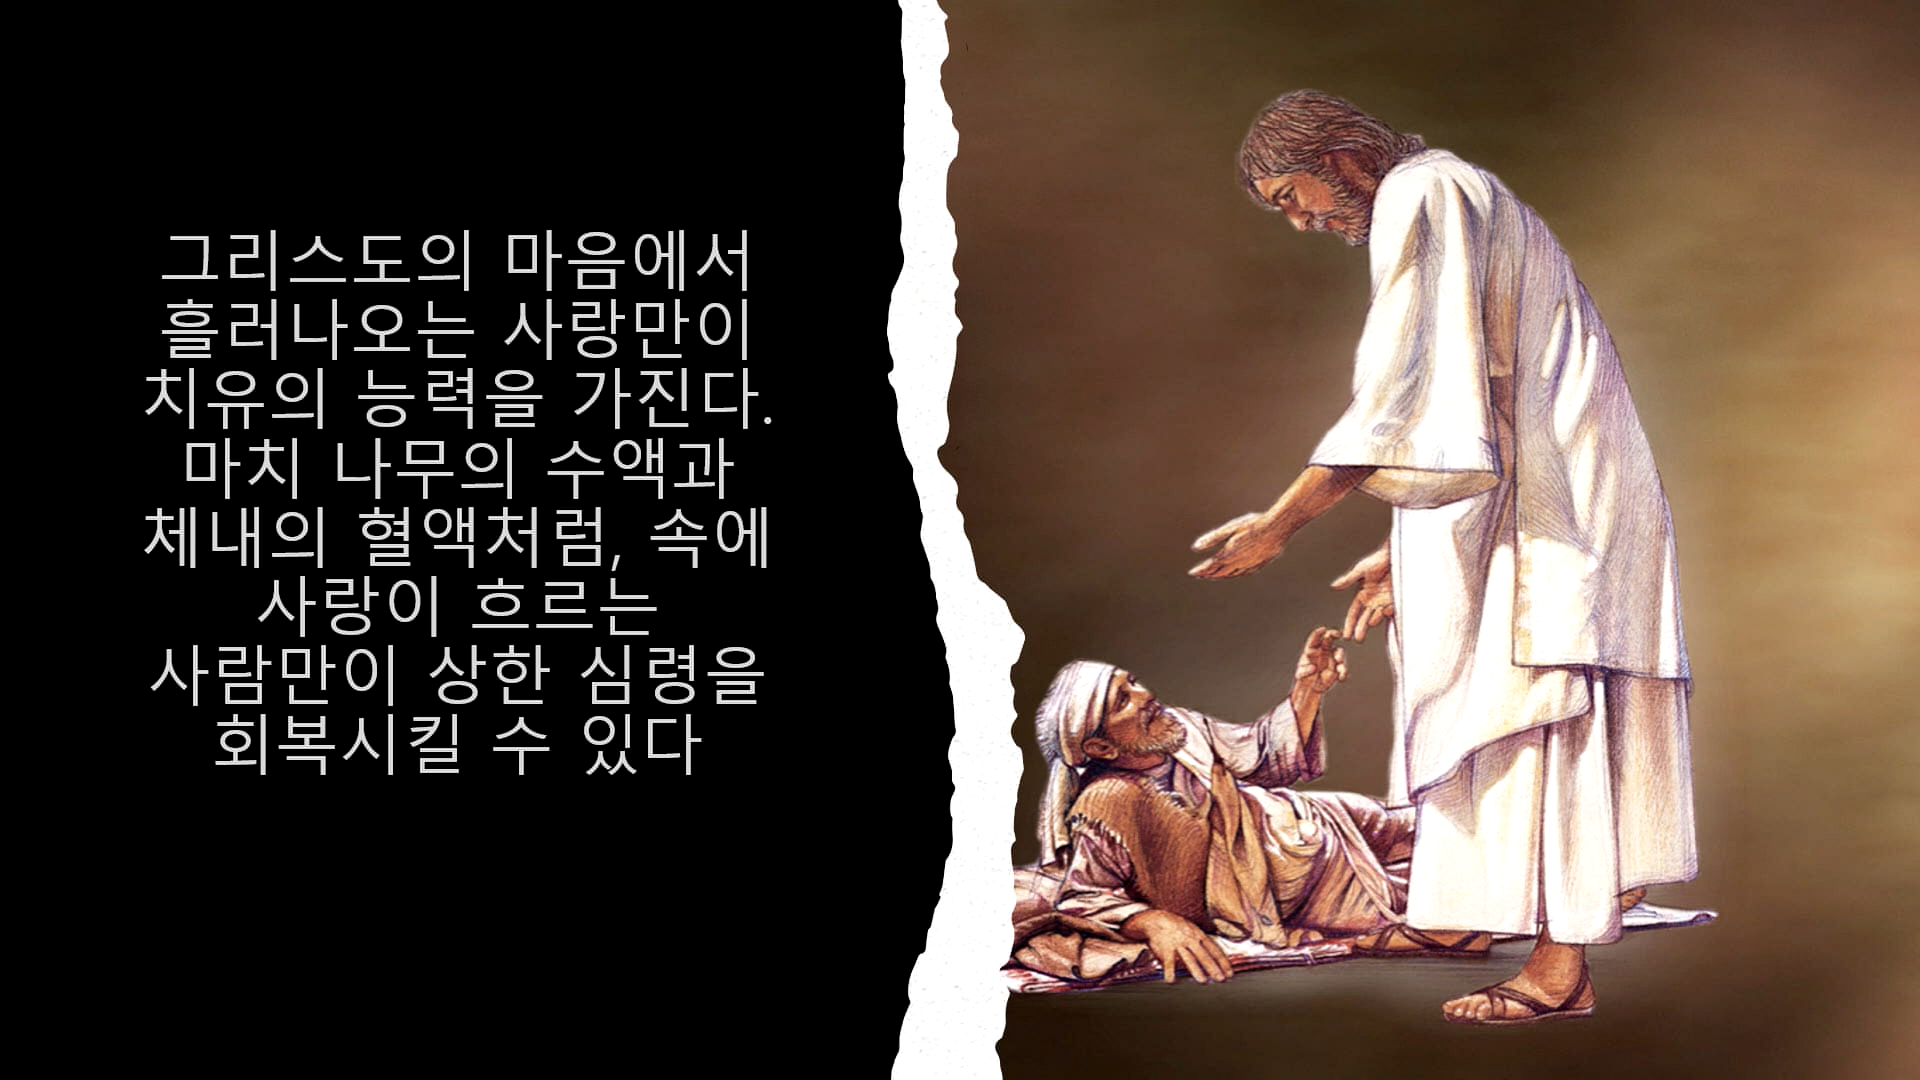 그리스도의 마음에서
흘러나오는 사랑만이
치유의 능력을 가진다.
마치 나무의 수액과
체내의 혈액처럼, 속에
사랑이 흐르는
사람만이 상한 심령을
회복시킬 수 있다